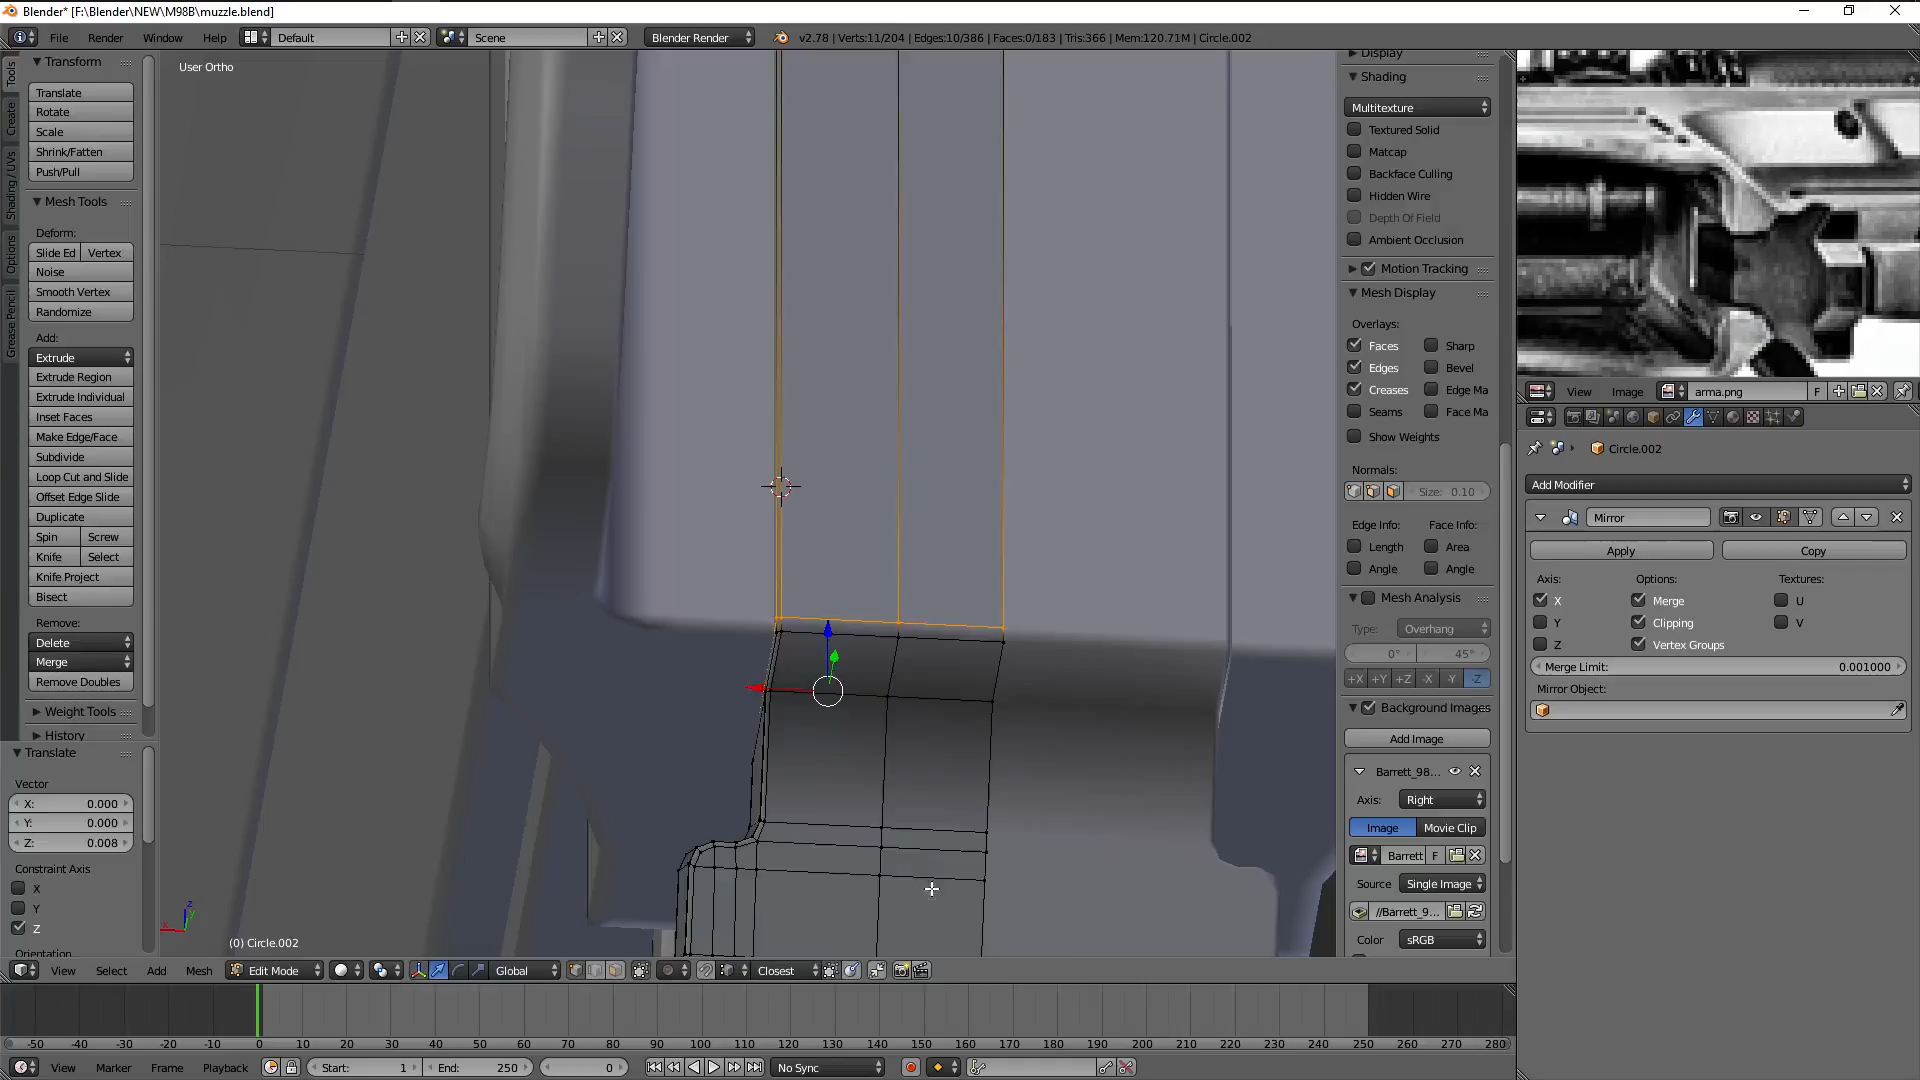 Blender* [F:\Blender\NEW\M98B\muzzle.blend]
File Render Window Help Default Scene Blender Render v2.78 | Verts:11/204 | Edges:10/386 | Faces:0/183 | Tris:366 | Mem:120.71M | Circle.002
Tools
Create
Shading / UVs
Options
Grease Pencil
Transform
Translate
Rotate
Scale
Shrink/Fatten
Push/Pull
Mesh Tools
Deform:
Slide Ed Vertex
Noise
Smooth Vertex
Randomize
Add:
Extrude
Extrude Region
Extrude Individual
Inset Faces
Make Edge/Face
Subdivide
Loop Cut and Slide
Offset Edge Slide
Duplicate
Spin Screw
Knife Select
Knife Project
Bisect
Remove:
Delete
Merge
Remove Doubles
Weight Tools
History
Translate
Vector
X: 0.000
Y: 0.000
Z: 0.008
Constraint Axis
X
Y
Z
Orientation
User Ortho
z
y
x
(0) Circle.002
Display
Shading
Multitexture
Textured Solid
Matcap
Backface Culling
Hidden Wire
Depth Of Field
Ambient Occlusion
Motion Tracking
Mesh Display
Overlays:
Faces Sharp
Edges Bevel
Creases Edge Ma
Seams Face Ma
Show Weights
Normals:
Size: 0.10
Edge Info: Face Info:
Length Area
Angle Angle
Mesh Analysis
Type: Overhang
0° 45°
+X +Y +Z -X -Y -Z
Background Images
Add Image
Barrett_98...
Axis: Right
Image Movie Clip
Barrett F
Source Single Image
//Barrett_9...
Color sRGB
View Image arma.png F
Circle.002
Add Modifier
Mirror
Apply Copy
Axis: Options: Textures:
X Merge U
Y Clipping V
Z Vertex Groups
Merge Limit: 0.001000
Mirror Object:
View Select Add Mesh Edit Mode Global Closest
-50 -40 -30 -20 -10 0 10 20 30 40 50 60 70 80 90 100 110 120 130 140 150 160 170 180 190 200 210 220 230 240 250 260 270 280
View Marker Frame Playback Start: 1 End: 250 0 No Sync